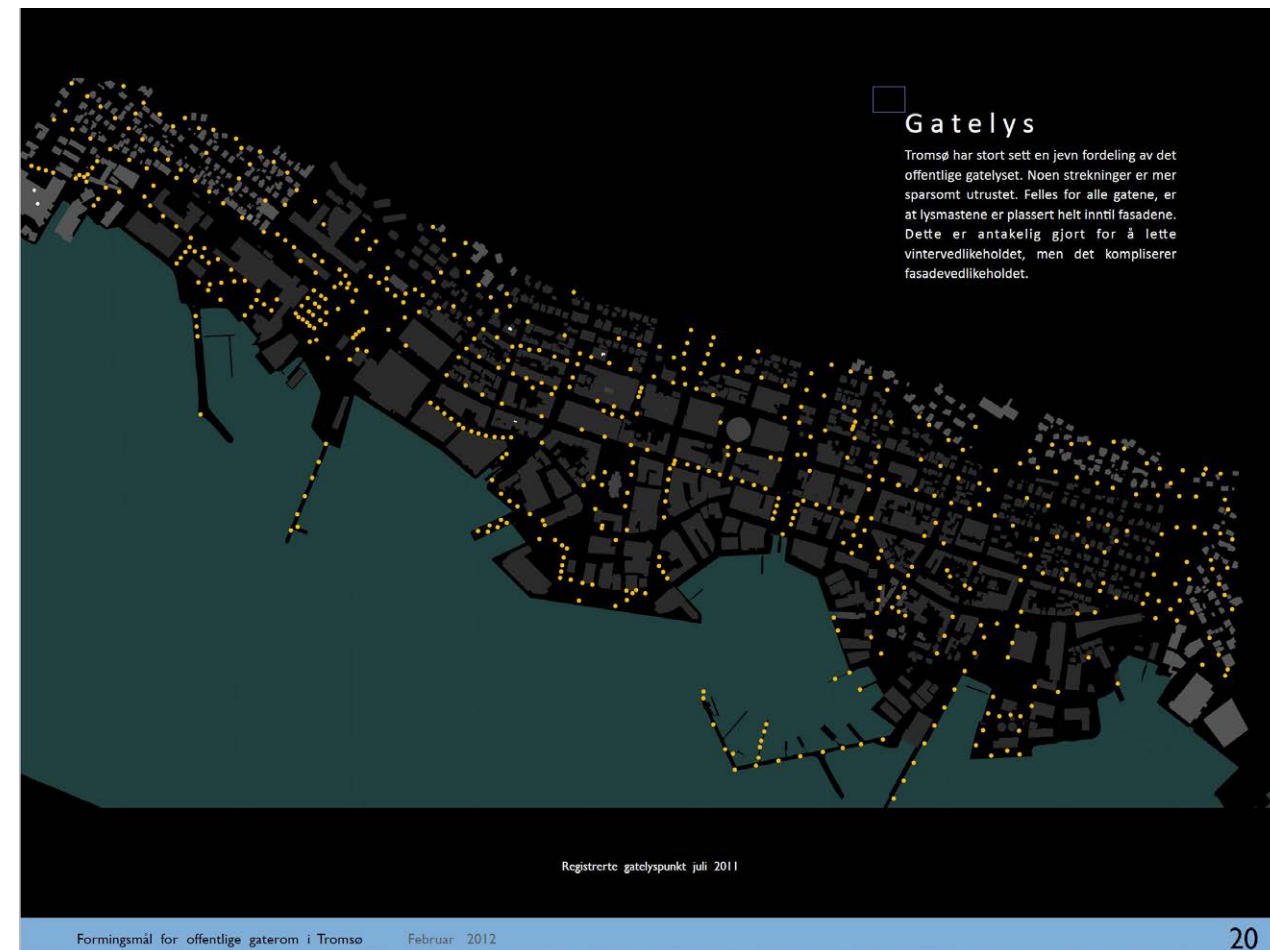 Gatelys
Tromsø har stort sett en jevn fordeling av det
offentlige gatelyset. Noen strekninger er mer
sparsomt utrustet. Felles for alle gatene, er
at lysmastene er plassert helt inntil fasadene.
Dette er antakelig gjort for å lette
vintervedlikeholdet, men det kompliserer
fasadevedlikeholdet.
Registrerte gatelyspunkt juli 2011
Formingsmål for offentlige gaterom i Tromsø Februar 2012 20